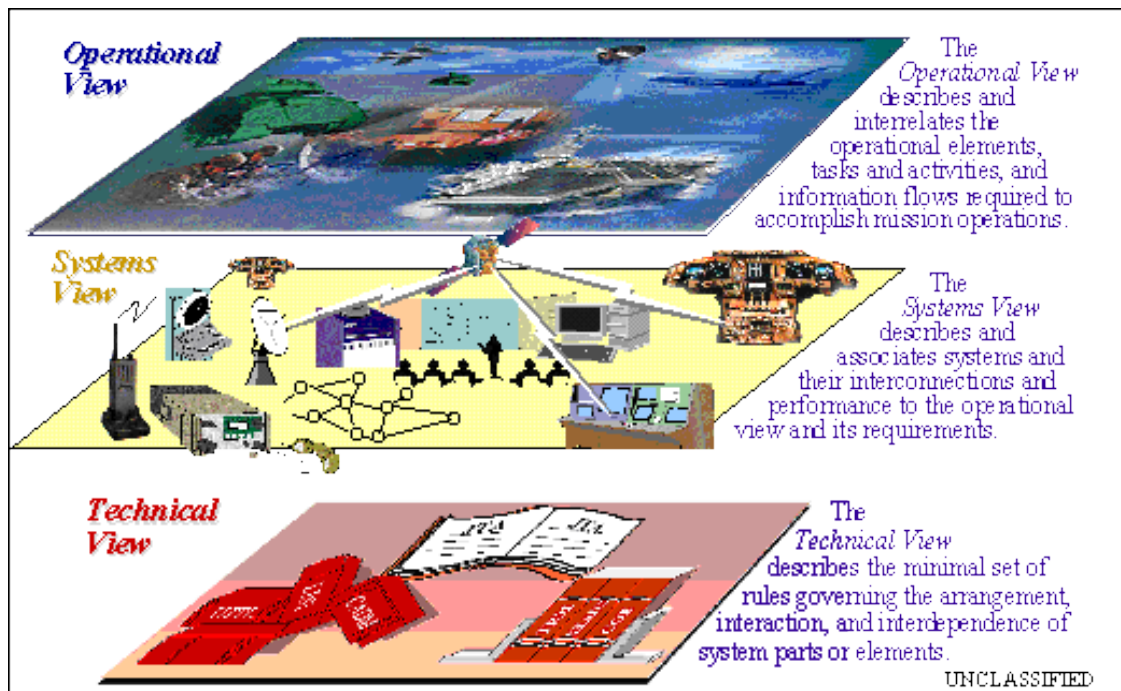 Operational
View
The
Operational View
describes and
interrelates the
operational elements,
tasks and activities, and
information flows required to
accomplish mission operations.
Systems
View
The
Systems View
describes and
associates systems and
their interconnections and
performance to the operational
view and its requirements.
Technical
View
JTA
JTA
The
Technical View
describes the minimal set of
rules governing the arrangement,
interaction, and interdependence of
system parts or elements.
UNCLASSIFIED